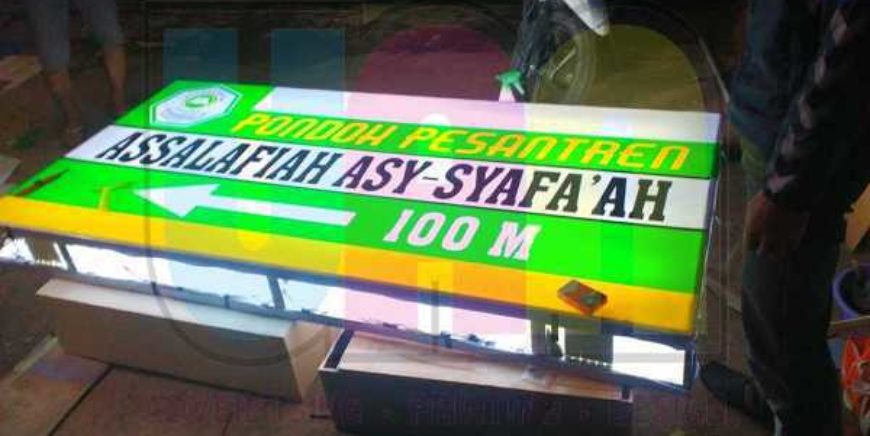 PONDOK PESANTREN
ASSALAFIAH ASY-SYAFA'AH
100 M